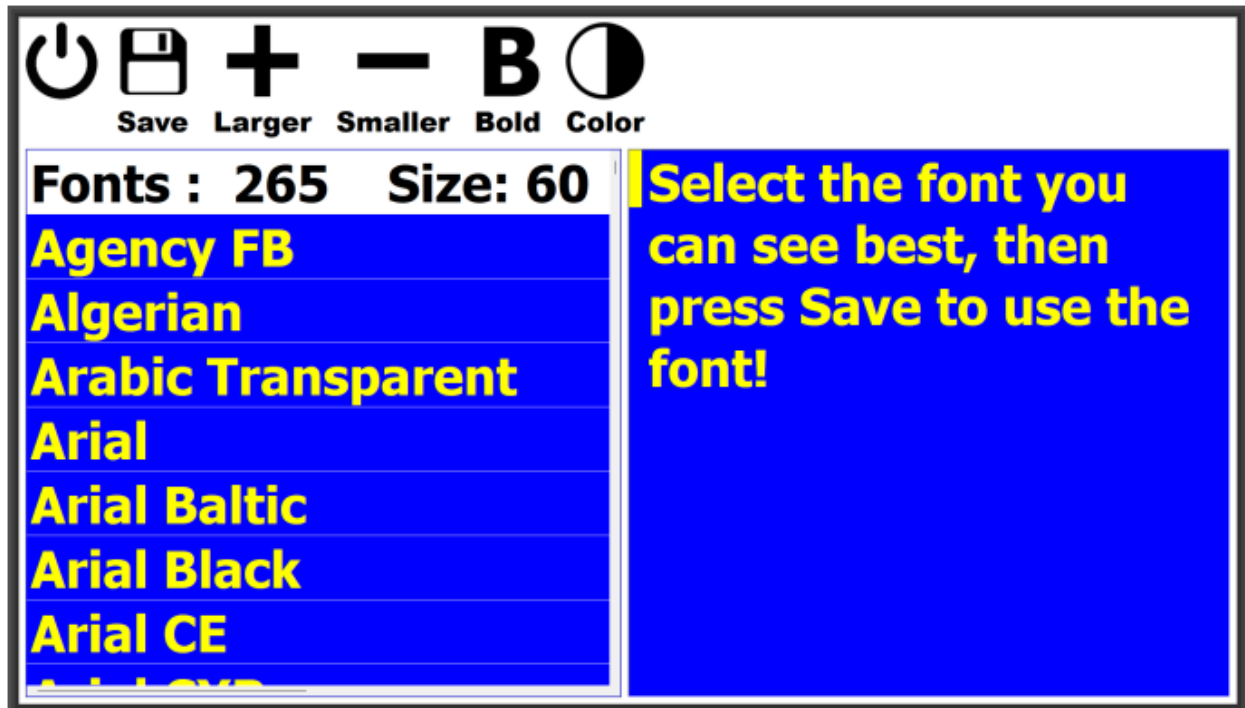 B
Save Larger Smaller Bold Color
Fonts : 265 Size: 60
Agency FB
Algerian
Arabic Transparent
Arial
Arial Baltic
Arial Black
Arial CE
Select the font you
can see best, then
press Save to use the
font!